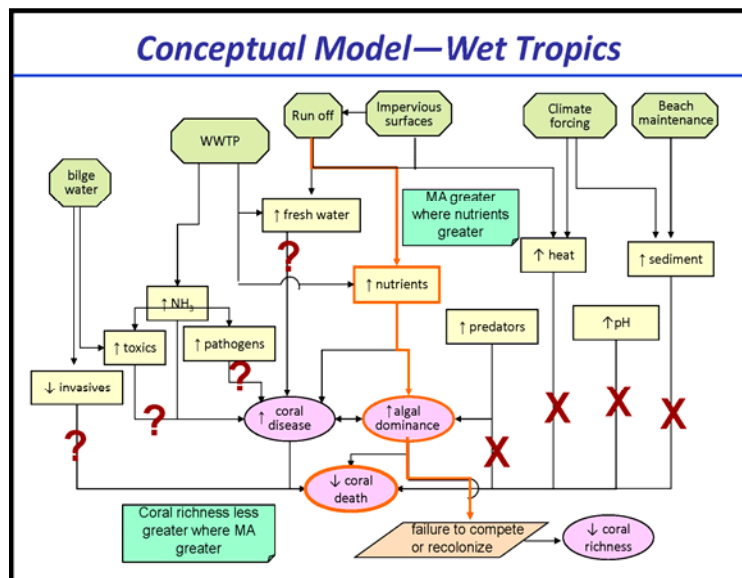 Conceptual Model—Wet Tropics
Run off
Impervious
surfaces
Climate
forcing
Beach
maintenance
WWTP
bilge
water
↑ fresh water
MA greater
where nutrients
greater
?
↑ heat
↑ sediment
↑ nutrients
↑ NH₃
↑ predators
↑pH
↑ toxics
↑ pathogens
?
↓ invasives
?
?
X
X
X
X
↑ coral
disease
↑ algal
dominance
↓ coral
death
Coral richness less
greater where MA
greater
failure to compete
or recolonize
↓ coral
richness